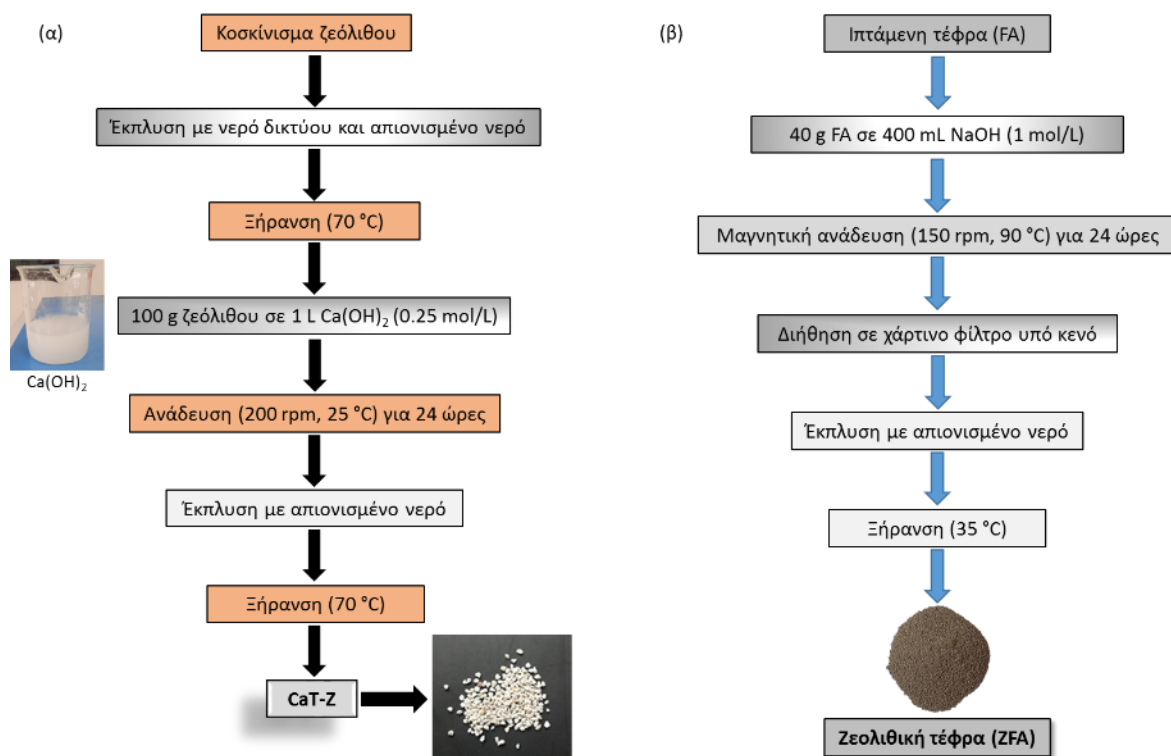 (α)
Κοσκίνισμα ζεόλιθου
Έκπλυση με νερό δικτύου και απιονισμένο νερό
Ξήρανση (70 °C)
100 g ζεόλιθου σε 1 L Ca(OH)₂ (0.25 mol/L)
Ca(OH)₂
Ανάδευση (200 rpm, 25 °C) για 24 ώρες
Έκπλυση με απιονισμένο νερό
Ξήρανση (70 °C)
CaT-Z
(β)
Ιπτάμενη τέφρα (FA)
40 g FA σε 400 mL NaOH (1 mol/L)
Μαγνητική ανάδευση (150 rpm, 90 °C) για 24 ώρες
Διήθηση σε χάρτινο φίλτρο υπό κενό
Έκπλυση με απιονισμένο νερό
Ξήρανση (35 °C)
Ζεολιθική τέφρα (ZFA)